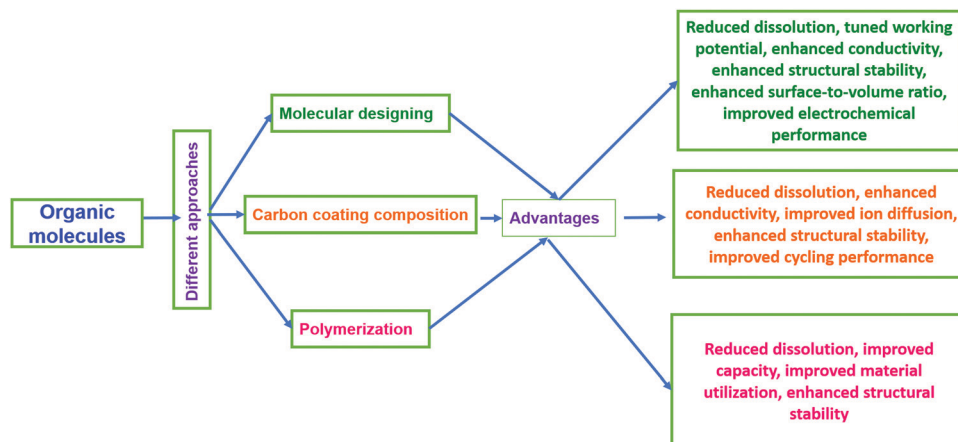 Organic
molecules
Different approaches
Molecular designing
Carbon coating composition
Polymerization
Advantages
Reduced dissolution, tuned working
potential, enhanced conductivity,
enhanced structural stability,
enhanced surface-to-volume ratio,
improved electrochemical
performance
Reduced dissolution, enhanced
conductivity, improved ion diffusion,
enhanced structural stability,
improved cycling performance
Reduced dissolution, improved
capacity, improved material
utilization, enhanced structural
stability